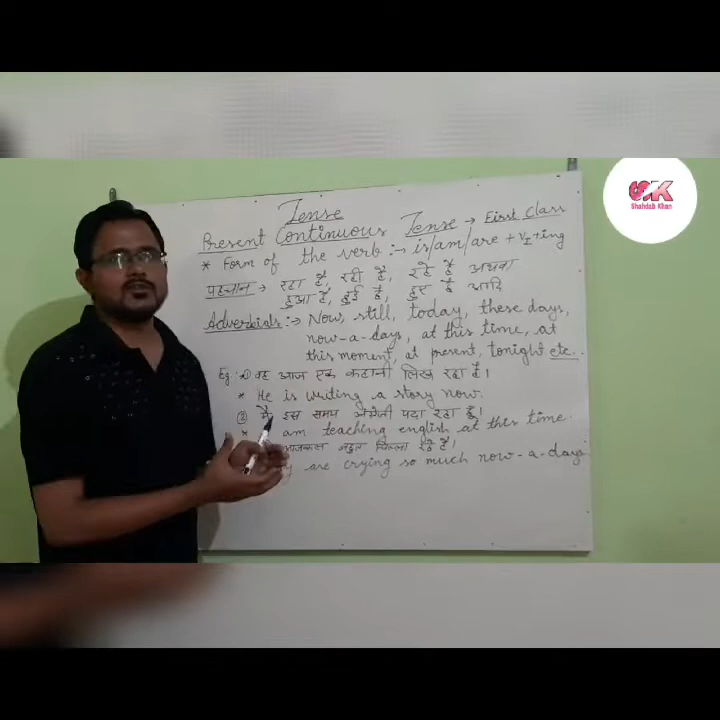 SK
Shahdab Khan
Tense
Present Continuous Tense → First Class
* Form of the verb :- is/am/are + V1+ing
पहचान → रहा है, रही है, रहे हैं अथवा
हुआ है, हुई है, हुए हैं आदि
Adverbials :→ Now, still, today, these days,
now-a-days, at this time, at
this moment, at present, tonight etc.
Eg:- ① वह आज एक कहानी लिख रहा है।
* He is writing a story now.
② मैं इस समय अंग्रेजी पढा रहा हूँ।
* am teaching english at this time.
आजकल बहुत चिल्ला रहे हैं।
are crying so much now-a-days